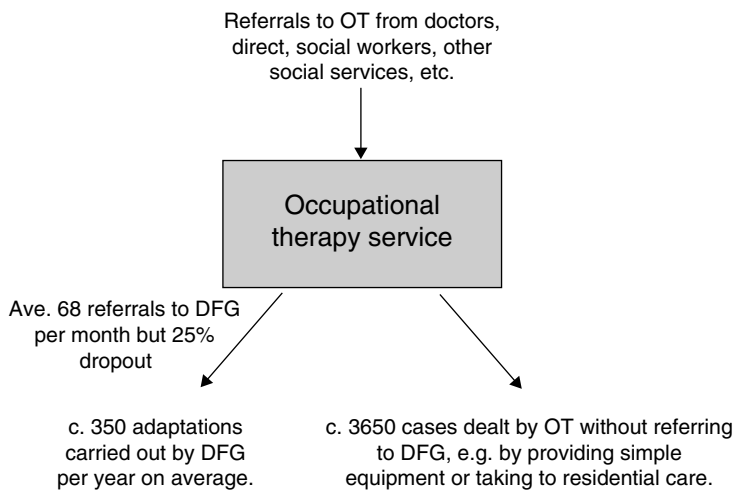 Referrals to OT from doctors,
direct, social workers, other
social services, etc.
Occupational
therapy service
Ave. 68 referrals to DFG
per month but 25%
dropout
c. 350 adaptations
carried out by DFG
per year on average.
c. 3650 cases dealt by OT without referring
to DFG, e.g. by providing simple
equipment or taking to residential care.